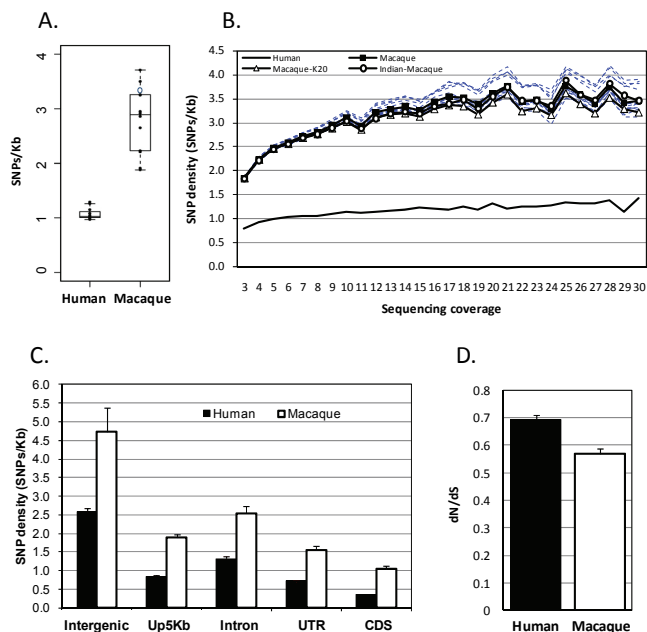 A.
SNPs/Kb
4
3
2
1
0
Human Macaque
B.
SNP density (SNPs/Kb)
4.5
4.0
3.5
3.0
2.5
2.0
1.5
1.0
0.5
0.0
Human
Macaque
Macaque-K20
Indian-Macaque
3 4 5 6 7 8 9 10 11 12 13 14 15 16 17 18 19 20 21 22 23 24 25 26 27 28 29 30
Sequencing coverage
C.
SNP density (SNPs/Kb)
6.0
5.5
5.0
4.5
4.0
3.5
3.0
2.5
2.0
1.5
1.0
0.5
0.0
Human
Macaque
Intergenic Up5Kb Intron UTR CDS
D.
dN/dS
0.8
0.7
0.6
0.5
0.4
0.3
0.2
0.1
0
Human Macaque